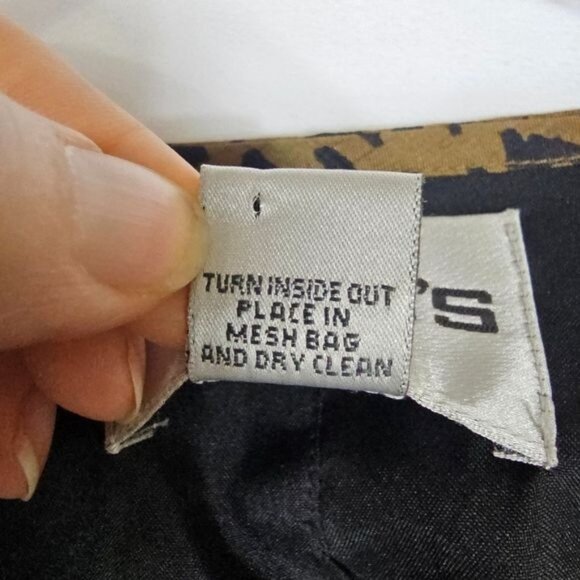 TURN INSIDE OUT
PLACE IN
MESH BAG
AND DRY CLEAN
'S